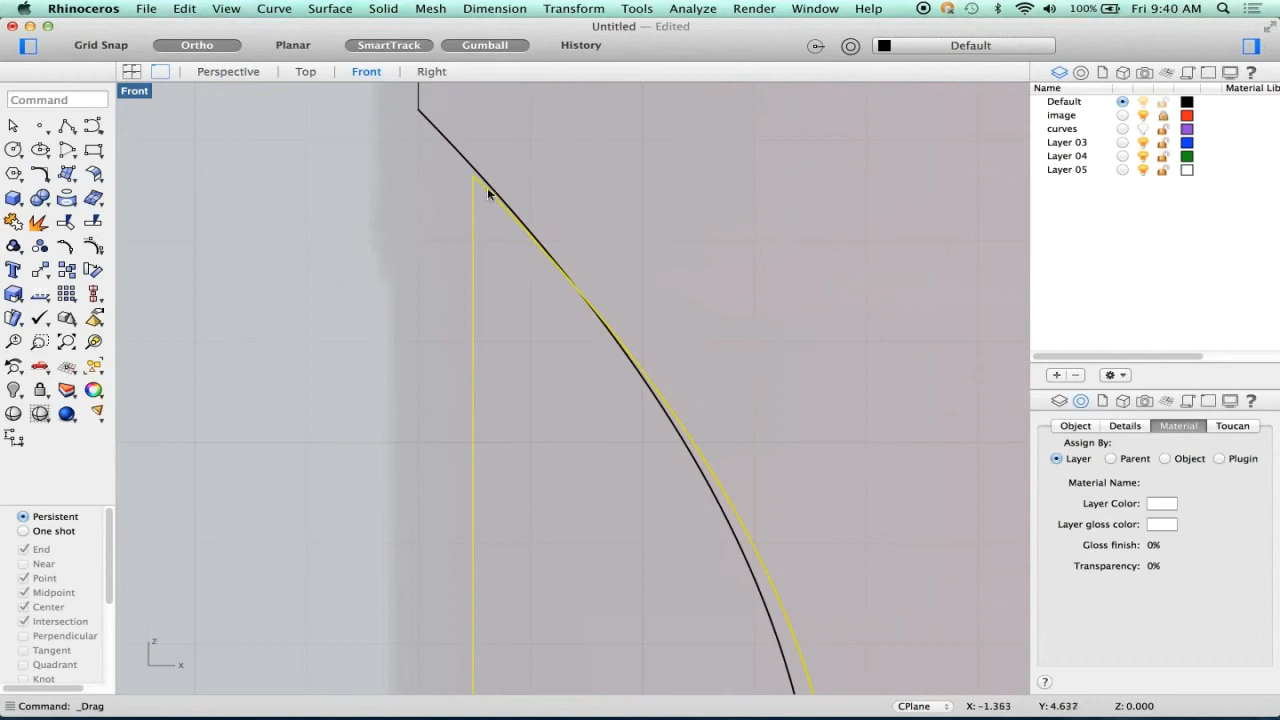 Rhinoceros File Edit View Curve Surface Solid Mesh Dimension Transform Tools Analyze Render Window Help 100% Fri 9:40 AM
Untitled — Edited
Grid Snap Ortho Planar SmartTrack Gumball History Default
Perspective Top Front Right
Front
Command
Name Material Lib
Default
image
curves
Layer 03
Layer 04
Layer 05
Object Details Material Toucan
Assign By:
Layer Parent Object Plugin
Material Name:
Layer Color:
Layer gloss color:
Gloss finish: 0%
Transparency: 0%
Persistent
One shot
End
Near
Point
Midpoint
Center
Intersection
Perpendicular
Tangent
Quadrant
Knot
z
x
Command: _Drag CPlane X: -1.363 Y: 4.637 Z: 0.000